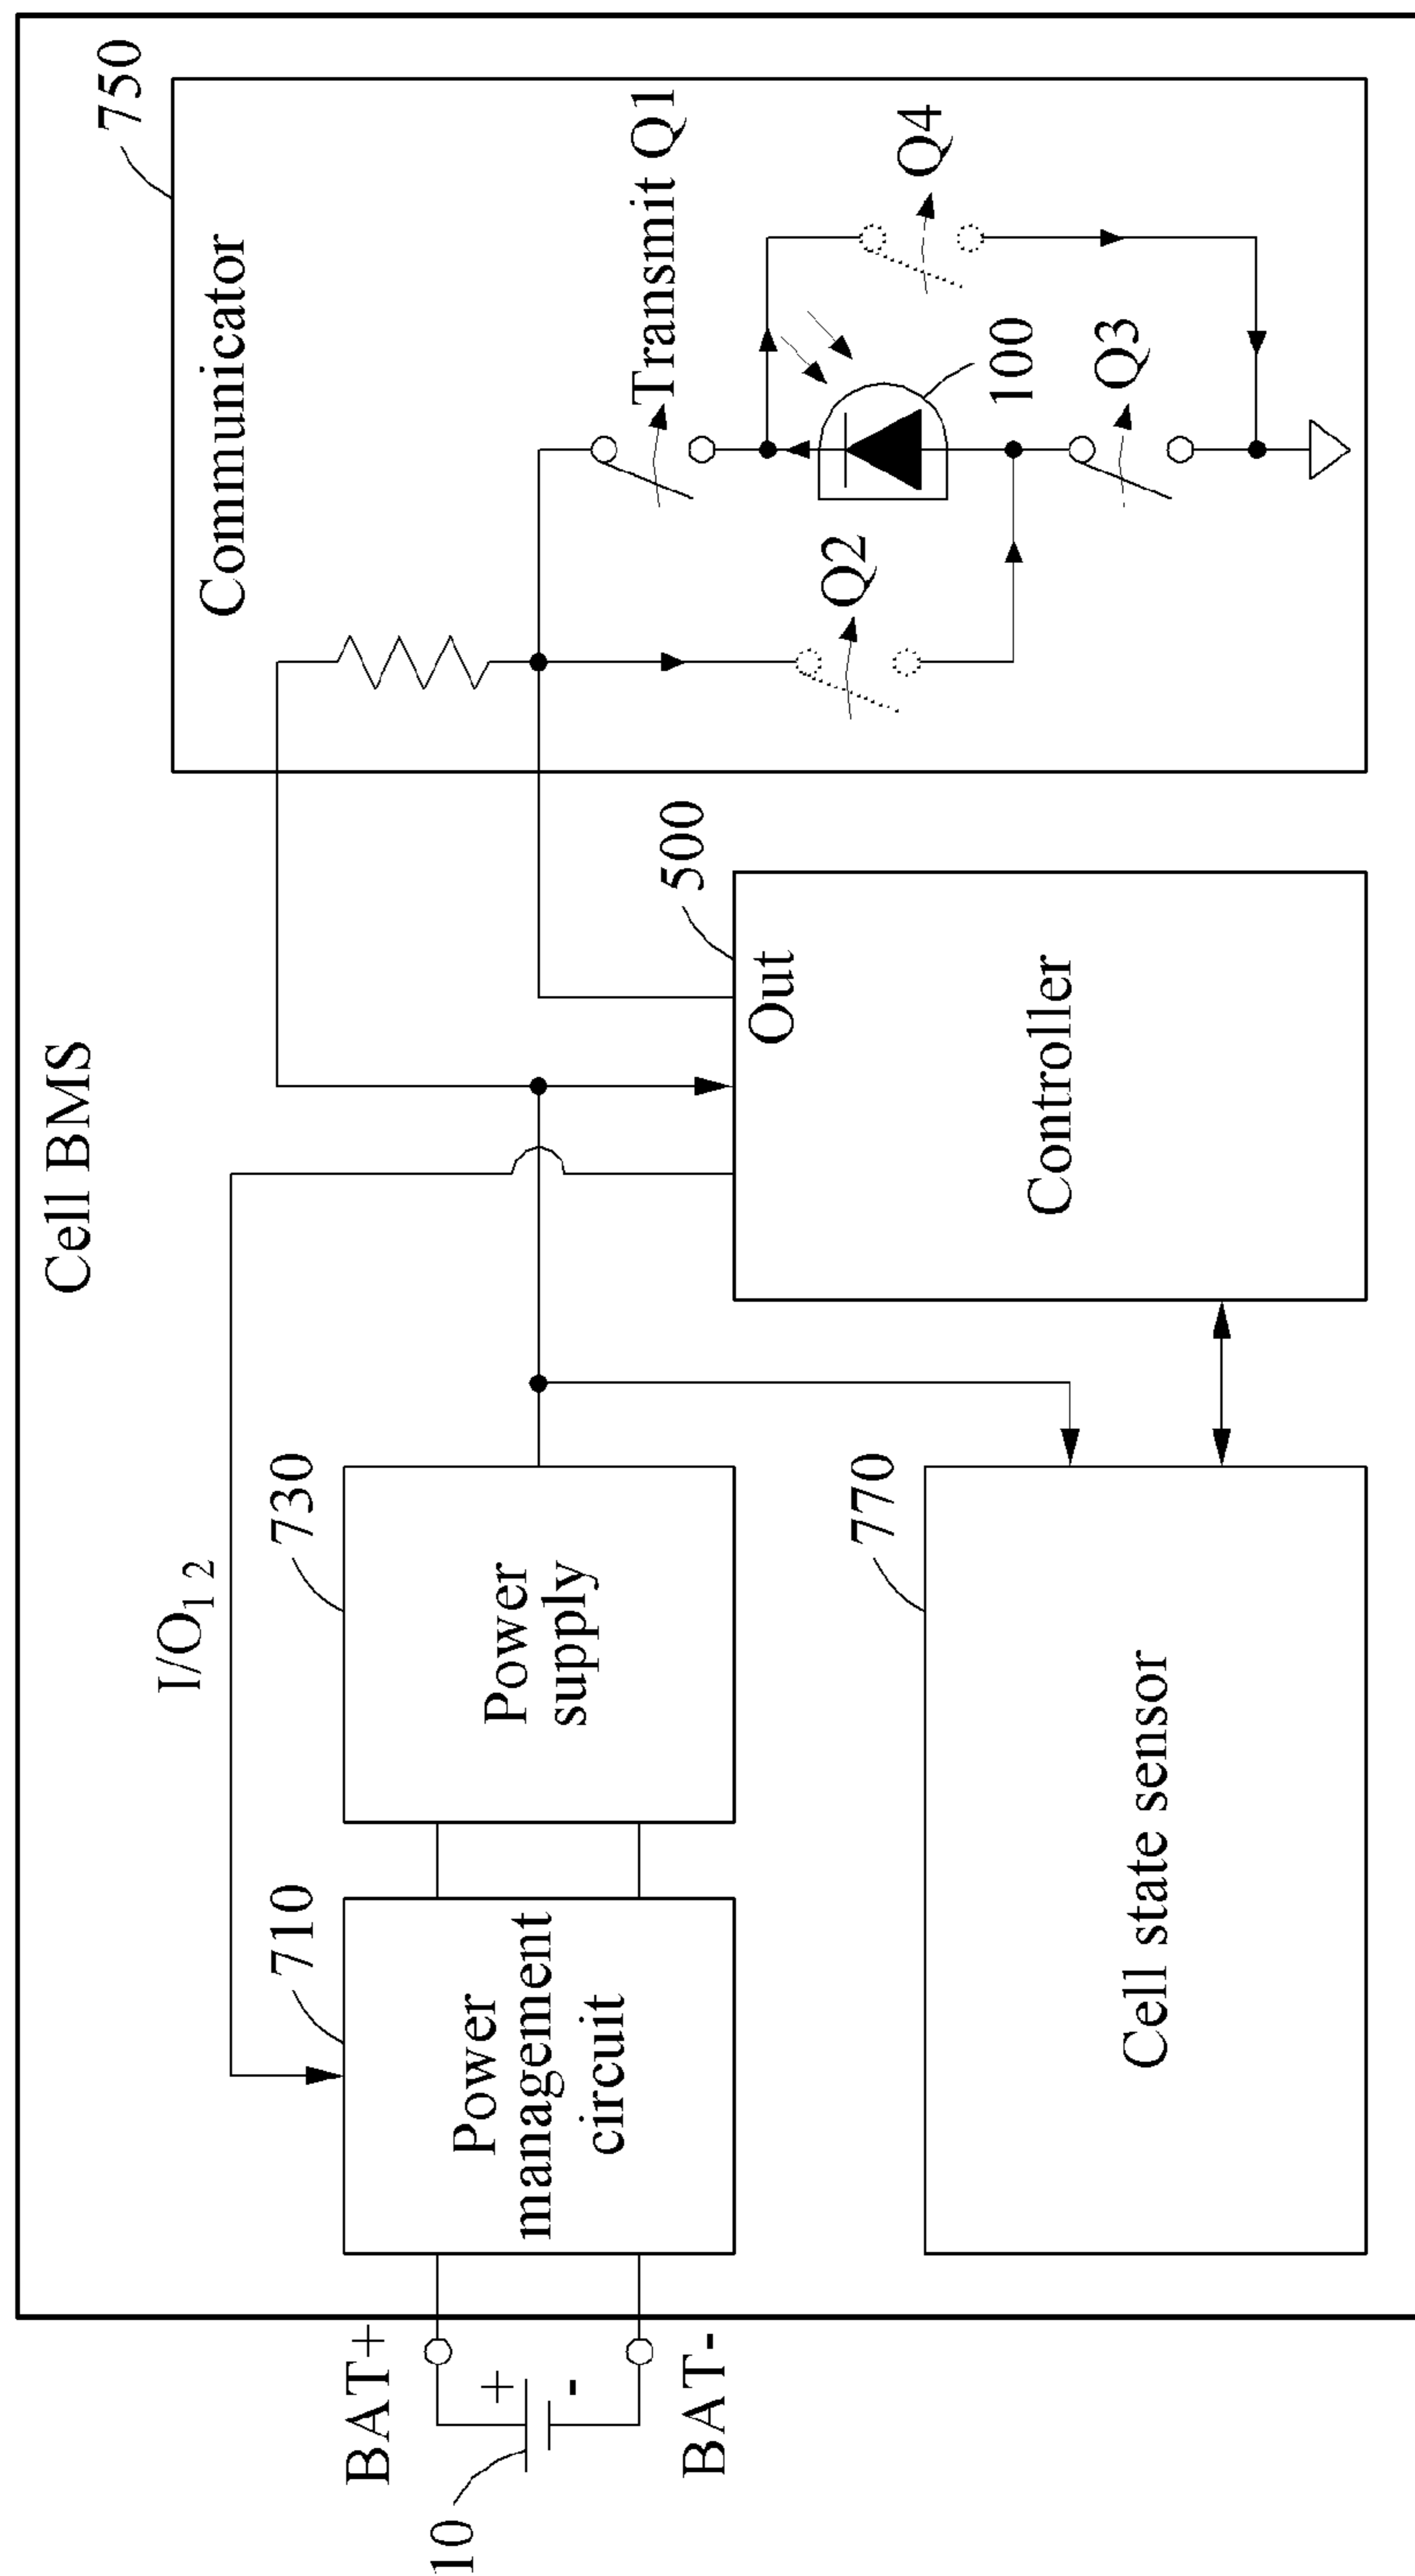 Cell BMS
750
Communicator
Transmit Q1
Q4
Q2
100
Q3
I/O1 2
710
730
500
Out
Power
management
circuit
Power
supply
Controller
770
Cell state sensor
BAT+
+
-
BAT-
10